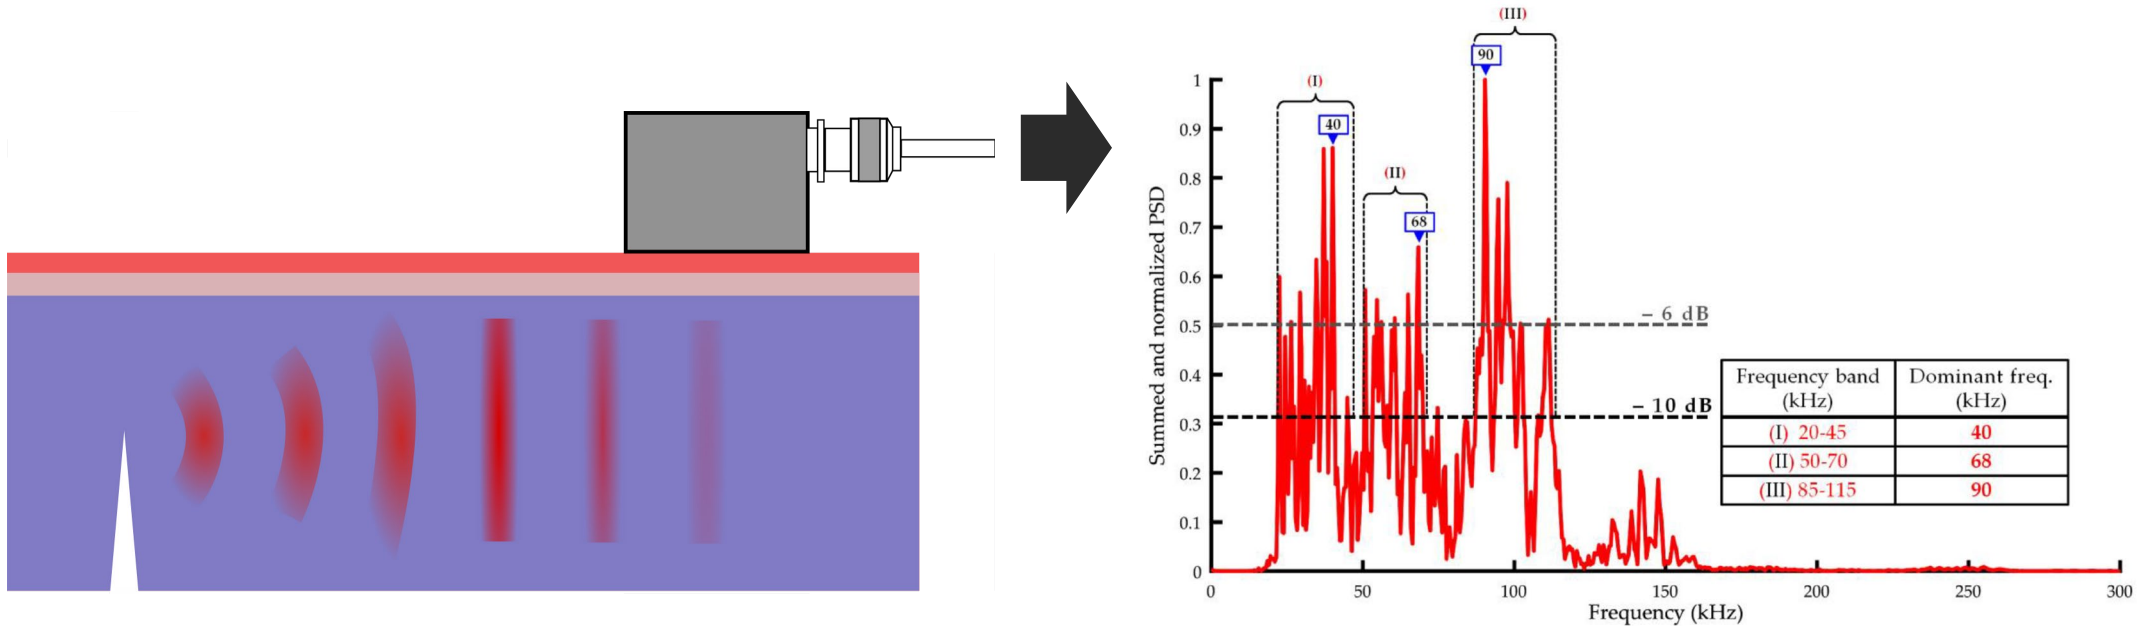 (III)
90
(I)
40
(II)
68
1
0.9
0.8
0.7
0.6
0.5
0.4
0.3
0.2
0.1
0
Summed and normalized PSD
– 6 dB
– 10 dB
Frequency band (kHz) Dominant freq. (kHz)
(I) 20-45 40
(II) 50-70 68
(III) 85-115 90
0 50 100 150 200 250 300
Frequency (kHz)